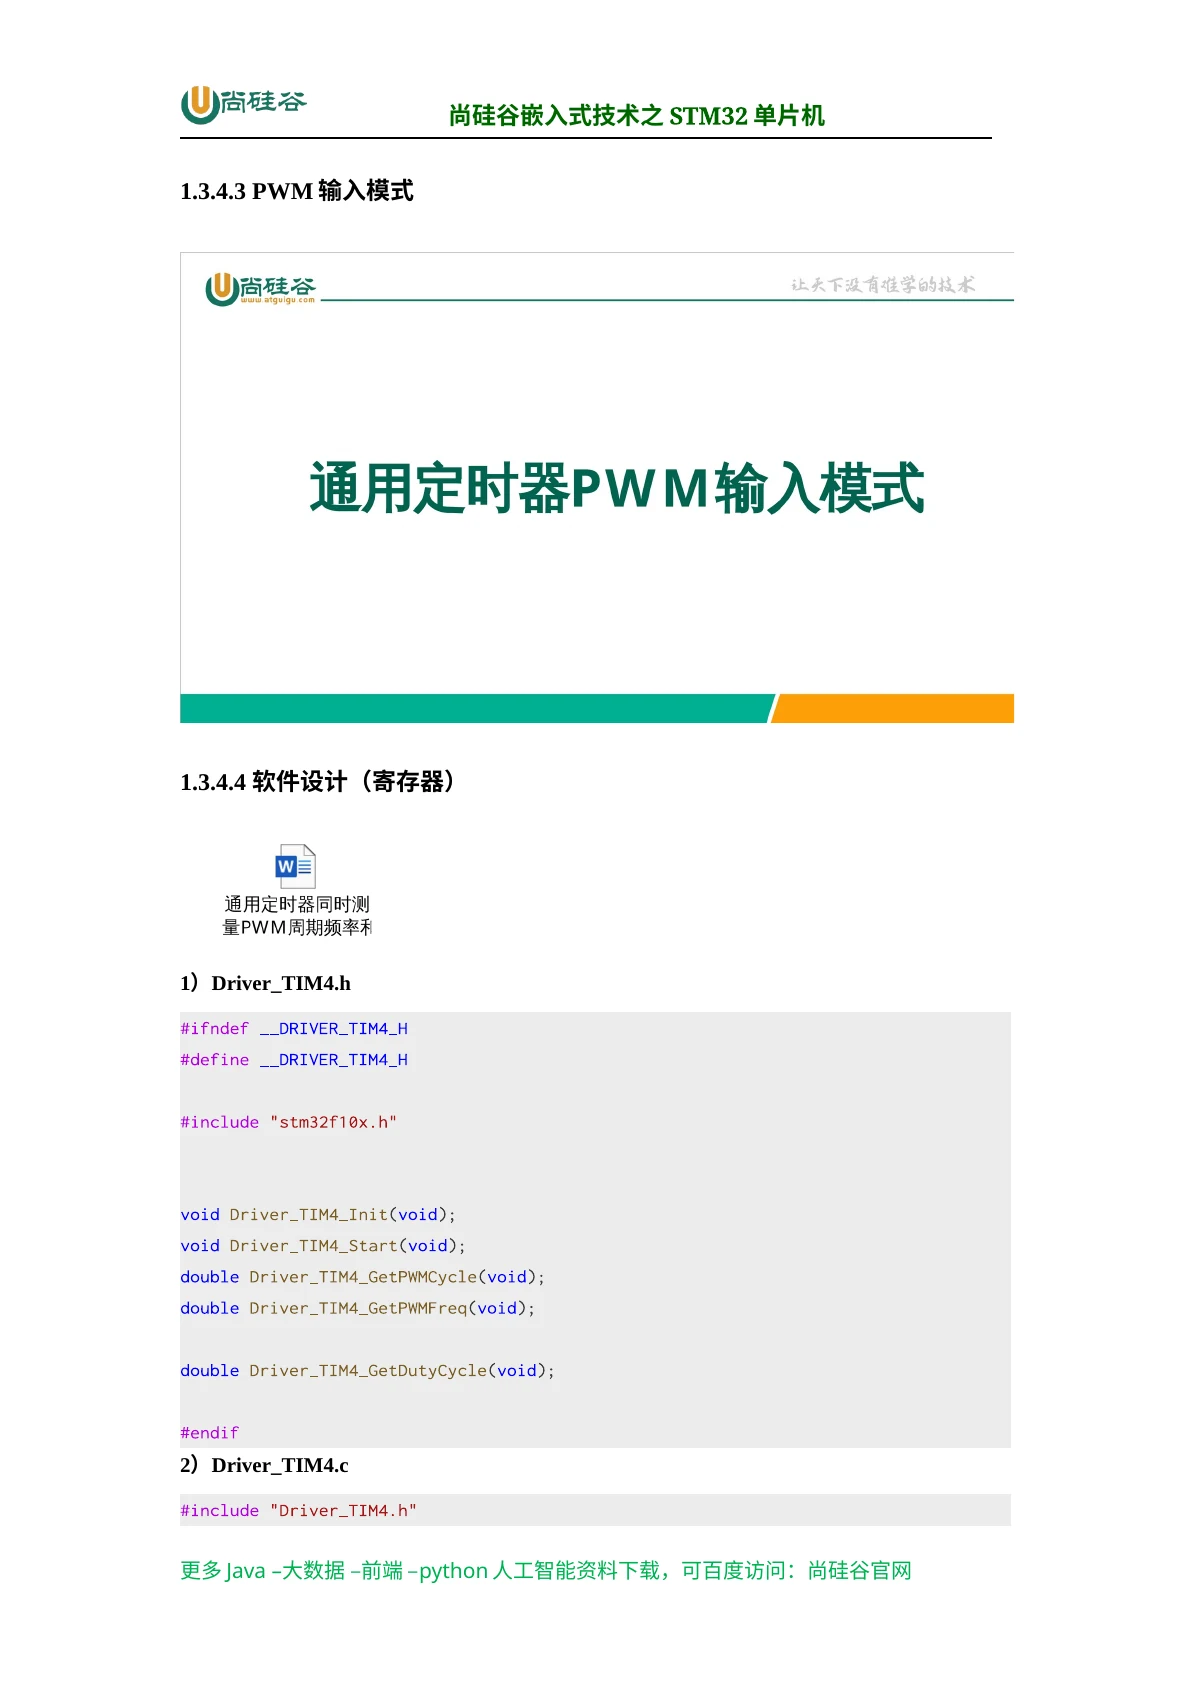 尚硅谷
尚硅谷嵌入式技术之 STM32 单片机
1.3.4.3 PWM 输入模式
尚硅谷
www.atguigu.com
让天下没有难学的技术
通用定时器PWM输入模式
1.3.4.4 软件设计（寄存器）
W
通用定时器同时测
量PWM周期频率和
1）Driver_TIM4.h
#ifndef __DRIVER_TIM4_H
#define __DRIVER_TIM4_H
#include "stm32f10x.h"
void Driver_TIM4_Init(void);
void Driver_TIM4_Start(void);
double Driver_TIM4_GetPWMCycle(void);
double Driver_TIM4_GetPWMFreq(void);
double Driver_TIM4_GetDutyCycle(void);
#endif
2）Driver_TIM4.c
#include "Driver_TIM4.h"
更多 Java –大数据 –前端 –python 人工智能资料下载，可百度访问：尚硅谷官网